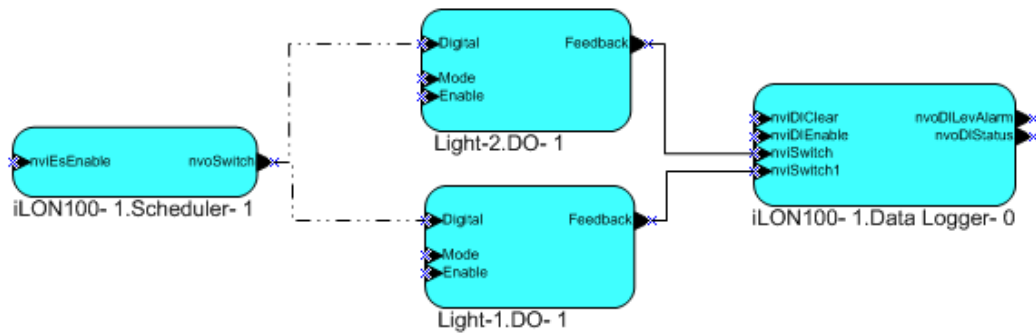 Digital
Feedback
Mode
Enable
Light-2.DO- 1
nviEsEnable
nvoSwitch
iLON100- 1.Scheduler- 1
Digital
Feedback
Mode
Enable
Light-1.DO- 1
nviDlClear
nvoDlLevAlarm
nviDlEnable
nvoDlStatus
nviSwitch
nviSwitch1
iLON100- 1.Data Logger- 0